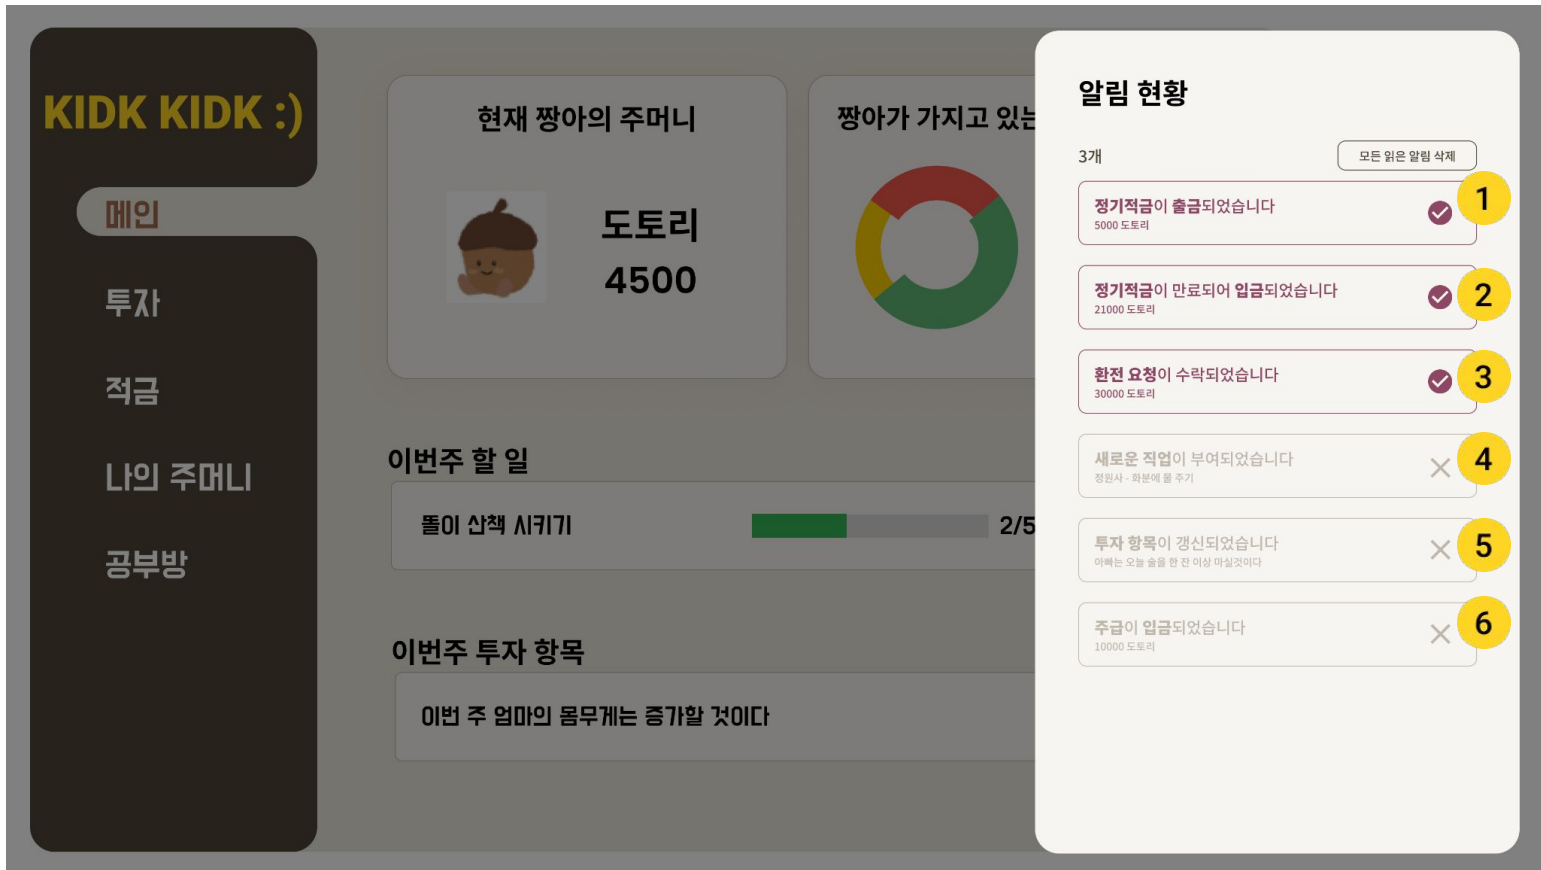 KIDK KIDK :)
메인
투자
적금
나의 주머니
공부방
현재 짱아의 주머니
도토리
4500
짱아가 가지고 있는
이번주 할 일
똘이 산책 시키기
2/5
이번주 투자 항목
이번 주 엄마의 몸무게는 증가할 것이다
알림 현황
3개
모든 읽은 알림 삭제
정기적금이 출금되었습니다
5000 도토리
1
정기적금이 만료되어 입금되었습니다
21000 도토리
2
환전 요청이 수락되었습니다
30000 도토리
3
새로운 직업이 부여되었습니다
정원사 - 화분에 물 주기
4
투자 항목이 갱신되었습니다
아빠는 오늘 술을 한 잔 이상 마실것이다
5
주급이 입금되었습니다
10000 도토리
6